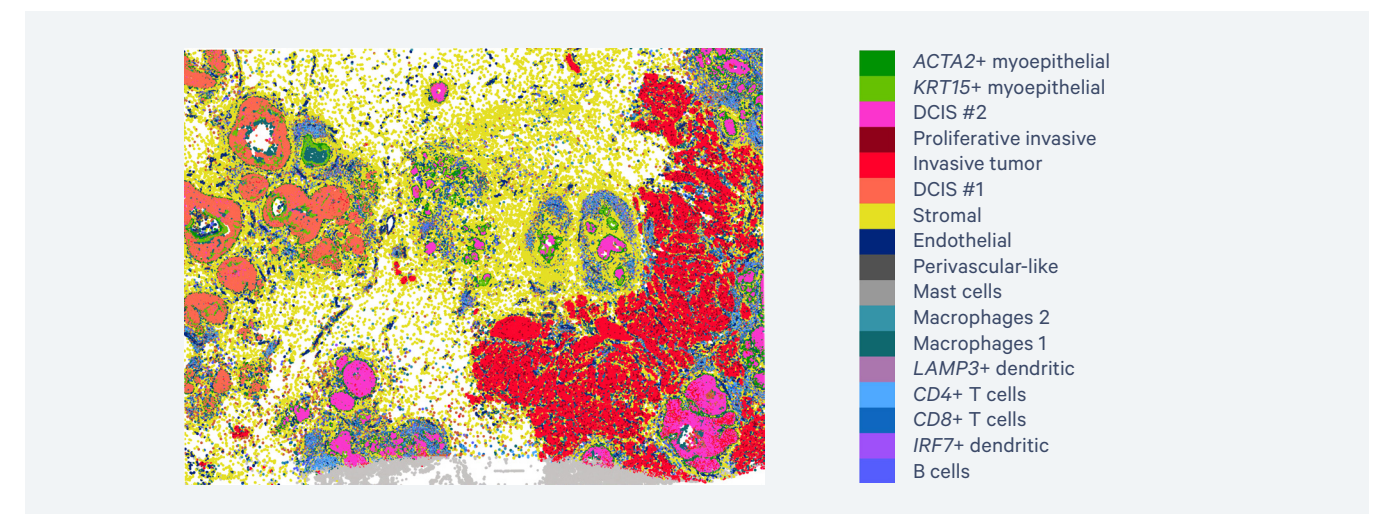 ACTA2+ myoepithelial
KRT15+ myoepithelial
DCIS #2
Proliferative invasive
Invasive tumor
DCIS #1
Stromal
Endothelial
Perivascular-like
Mast cells
Macrophages 2
Macrophages 1
LAMP3+ dendritic
CD4+ T cells
CD8+ T cells
IRF7+ dendritic
B cells